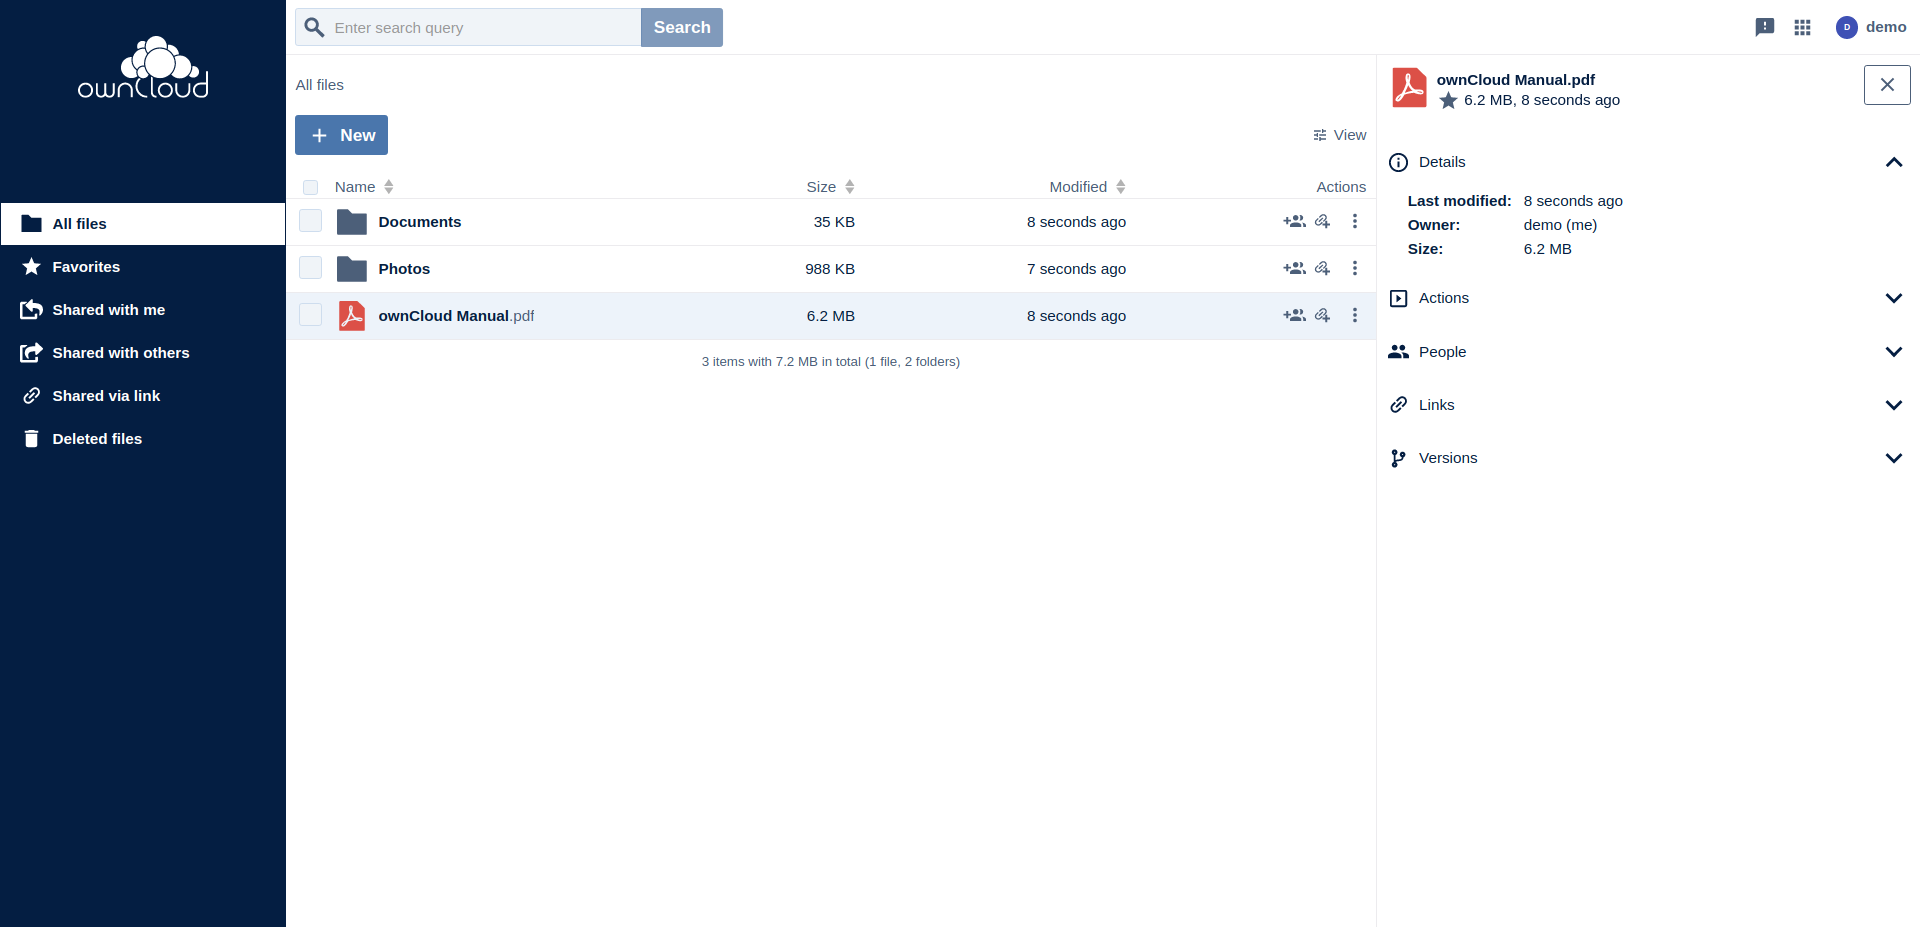 ownCloud
Enter search query
Search
D
demo
All files
Favorites
Shared with me
Shared with others
Shared via link
Deleted files
All files
New
View
Name
Size
Modified
Actions
Documents 35 KB 8 seconds ago
Photos 988 KB 7 seconds ago
ownCloud Manual.pdf 6.2 MB 8 seconds ago
3 items with 7.2 MB in total (1 file, 2 folders)
ownCloud Manual.pdf
6.2 MB, 8 seconds ago
Details
Last modified: 8 seconds ago
Owner: demo (me)
Size: 6.2 MB
Actions
People
Links
Versions